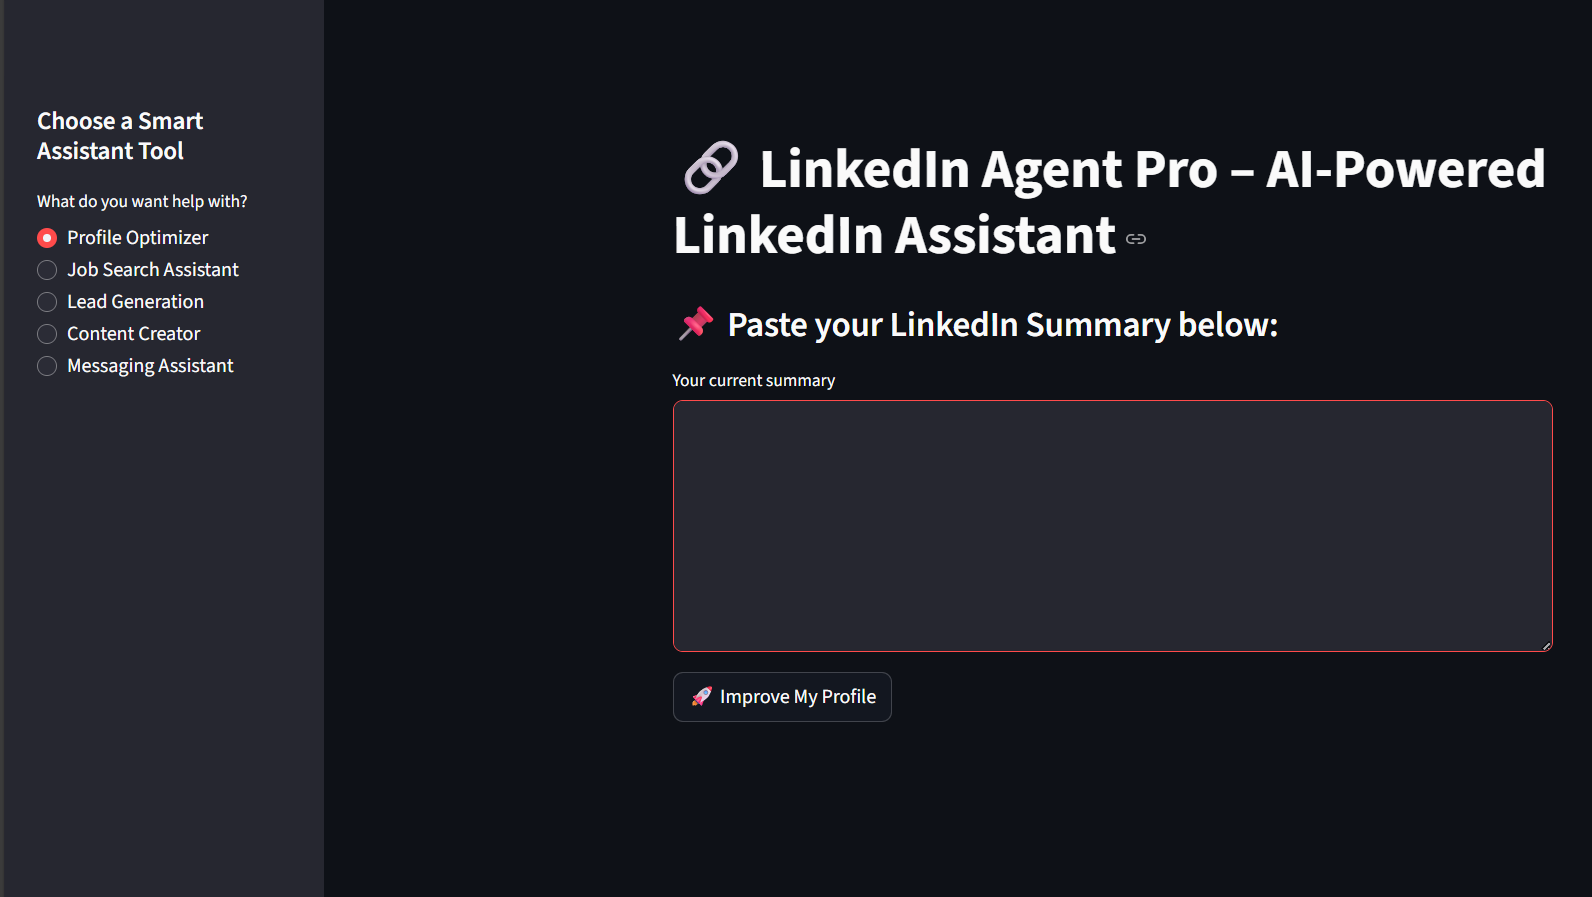 Choose a Smart
Assistant Tool
What do you want help with?
Profile Optimizer
Job Search Assistant
Lead Generation
Content Creator
Messaging Assistant
🔗 LinkedIn Agent Pro – AI-Powered
LinkedIn Assistant
📌 Paste your LinkedIn Summary below:
Your current summary
🚀 Improve My Profile